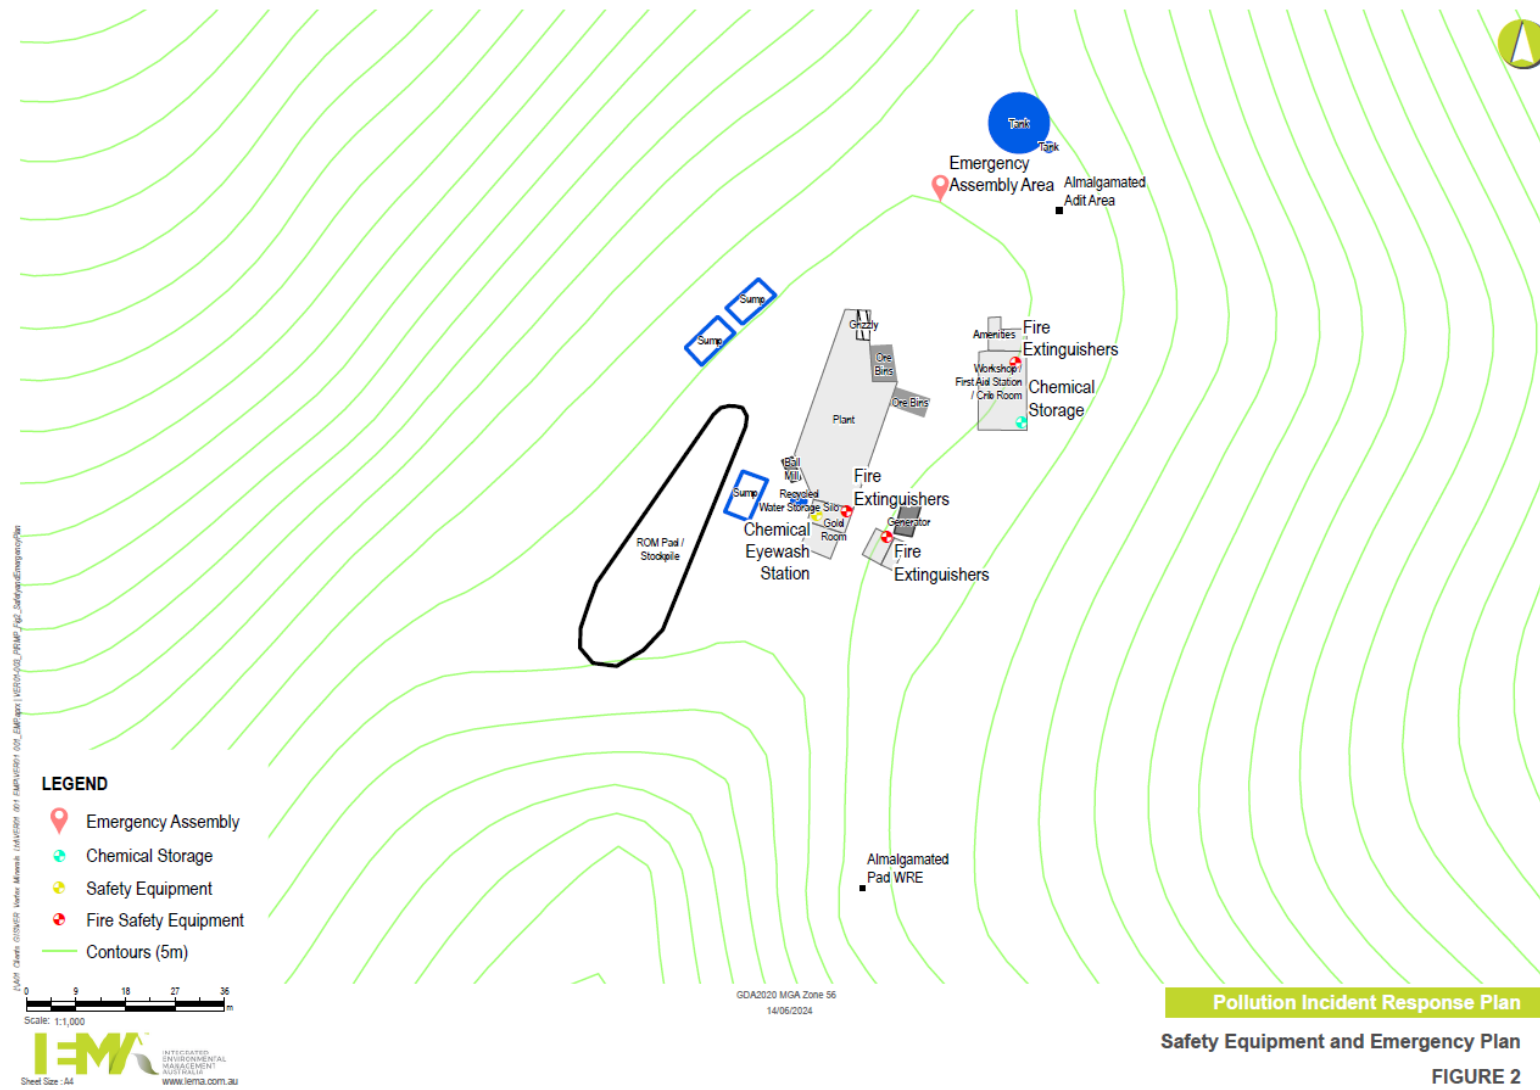 Tank
Tank
Emergency
Assembly Area
Almalgamated
Adit Area
Sump
Sump
Grizzly
Ore
Bins
Ore Bins
Plant
Amenities
Fire
Extinguishers
Workshop /
First Aid Station
/ Crib Room
Chemical
Storage
Ball
Mill
Sump
Recycled
Water Storage Silo
Fire
Extinguishers
Gold
Room
Generator
Chemical
Eyewash
Station
Fire
Extinguishers
ROM Pad /
Stockpile
Almalgamated
Pad WRE
LEGEND
Emergency Assembly
Chemical Storage
Safety Equipment
Fire Safety Equipment
Contours (5m)
0 9 18 27 36
m
Scale: 1:1,000
IEMA
INTEGRATED
ENVIRONMENTAL
MANAGEMENT
AUSTRALIA
Sheet Size : A4
www.iema.com.au
GDA2020 MGA Zone 56
14/06/2024
Pollution Incident Response Plan
Safety Equipment and Emergency Plan
FIGURE 2